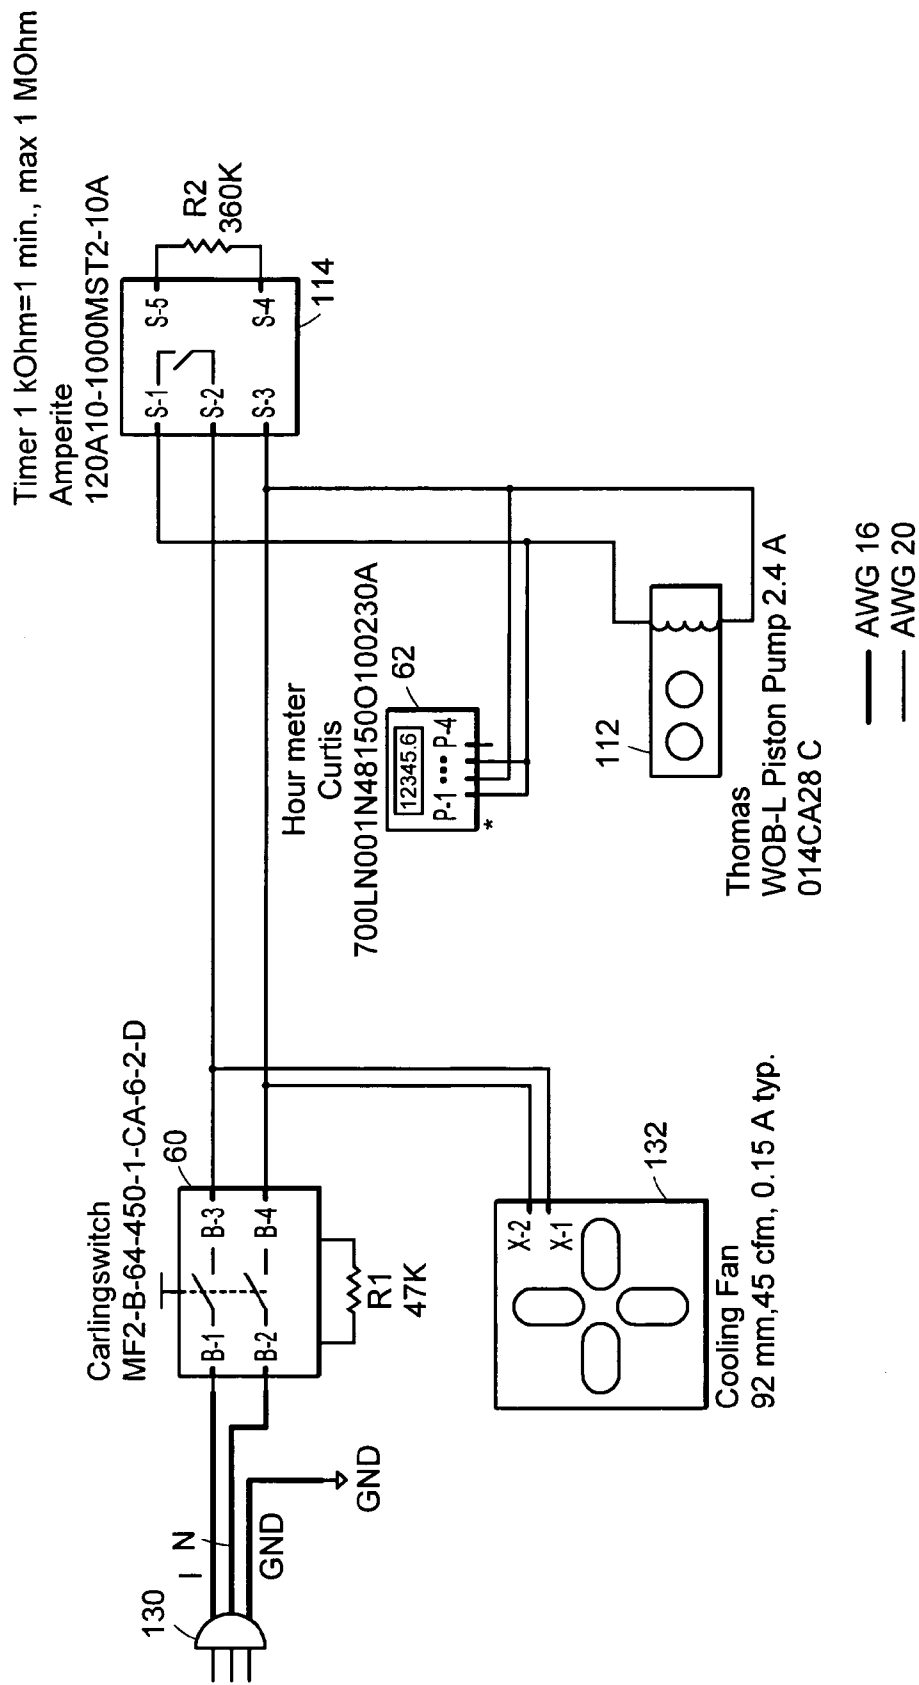 Timer 1 kOhm=1 min., max 1 MOhm
Amperite
120A10-1000MST2-10A
R2
360K
S-1
S-2
S-3
S-5
S-4
114
Carlingswitch
MF2-B-64-450-1-CA-6-2-D
60
B-1
B-2
B-3
B-4
R1
47K
130
I
N
GND
GND
Hour meter
Curtis
700LN001N48150O100230A
62
12345.6
P-1 ••• P-4
*
X-2
X-1
132
Cooling Fan
92 mm,45 cfm, 0.15 A typ.
112
Thomas
WOB-L Piston Pump 2.4 A
014CA28 C
AWG 16
AWG 20